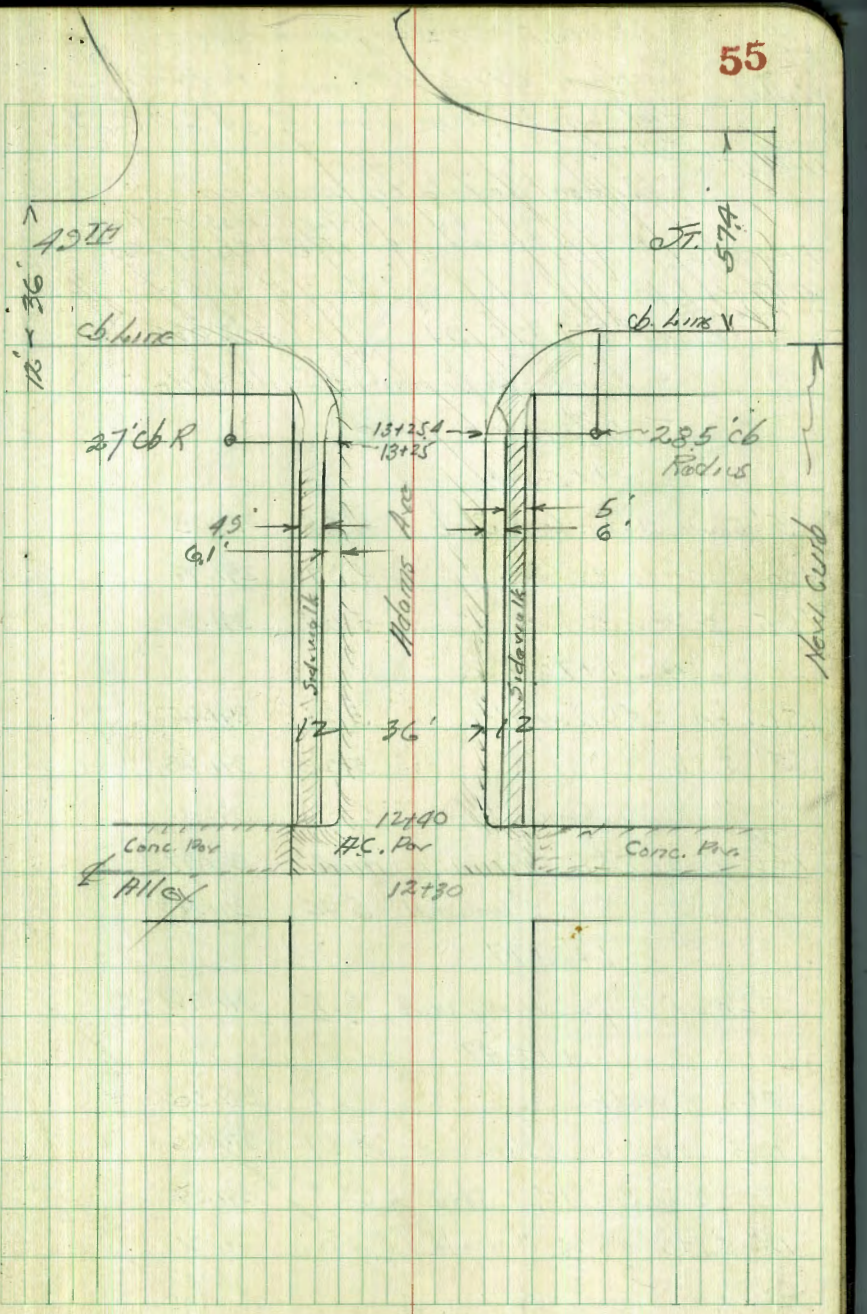 55
49TH
ST.
57.4
12' ~ 36'
cb. Line
cb. Line
27' cb R
13+25.4
13+25
28.5' cb
Radius
4.9'
6.1'
5'
6'
Adams Ave
Sidewalk
Sidewalk
New Curb
12
36'
12
12+40
Conc. Pav
A.C. Pav
Conc. Pav.
Alley
12+30